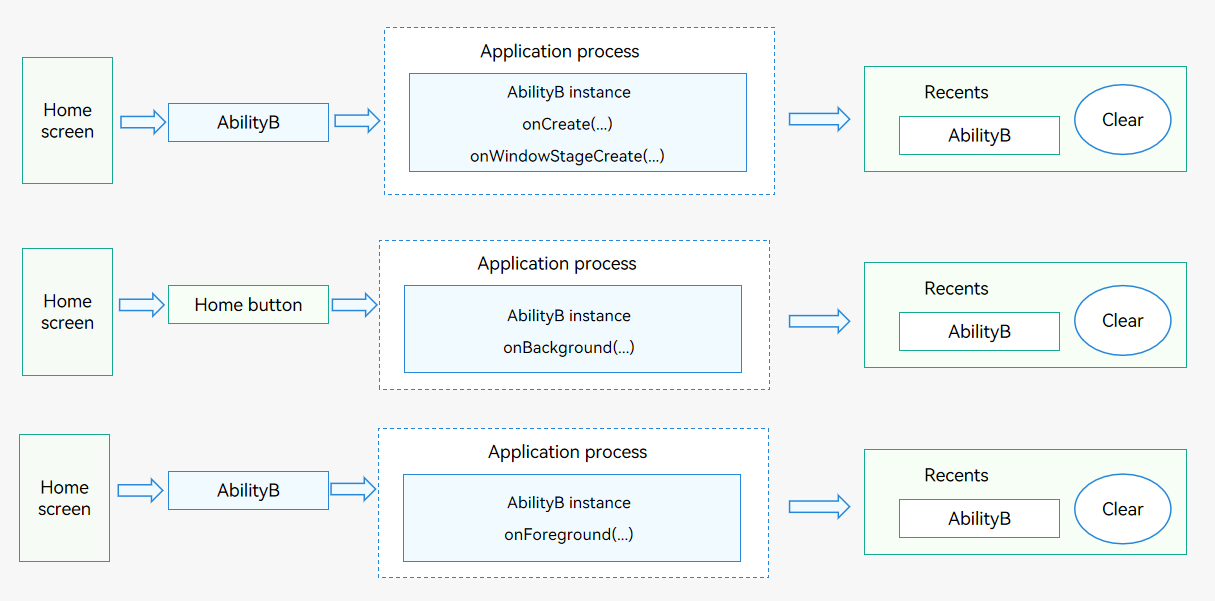 Application process
Home
screen
AbilityB
AbilityB instance
onCreate(...)
onWindowStageCreate(...)
Recents
AbilityB
Clear
Application process
Home
screen
Home button
AbilityB instance
onBackground(...)
Recents
AbilityB
Clear
Application process
Home
screen
AbilityB
AbilityB instance
onForeground(...)
Recents
AbilityB
Clear